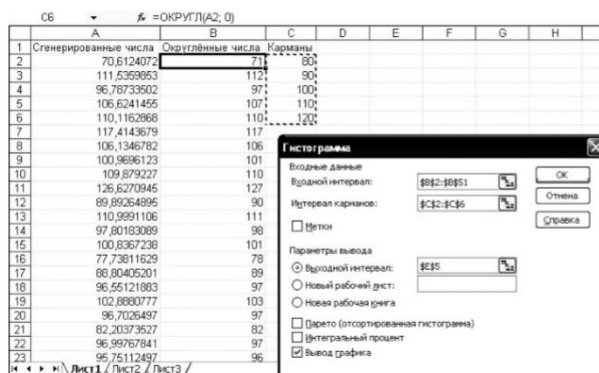 C6 fx =ОКРУГЛ(A2; 0)
A B C D E F G H
1 Сгенерированные числа Округлённые числа Карманы
2 70,6124072 71 80
3 111,5359853 112 90
4 96,78733502 97 100
5 106,6241455 107 110
6 110,1162868 110 120
7 117,4143679 117
8 106,1346782 106
9 100,9696123 101
10 109,879227 110
11 126,6270945 127
12 89,89264895 90
13 110,9991106 111
14 97,80183089 98
15 100,8367238 101
16 77,73811629 78
17 88,80405201 89
18 96,55121883 97
19 102,8880777 103
20 96,7026497 97
21 82,20373527 82
22 96,99767841 97
23 95,75112497 96
Лист1 Лист2 Лист3
Гистограмма
Входные данные
Входной интервал: $B$2:$B$51
Интервал карманов: $C$2:$C$6
Метки
OK
Отмена
Справка
Параметры вывода
Выходной интервал: $E$5
Новый рабочий лист:
Новая рабочая книга
Парето (отсортированная гистограмма)
Интегральный процент
Вывод графика